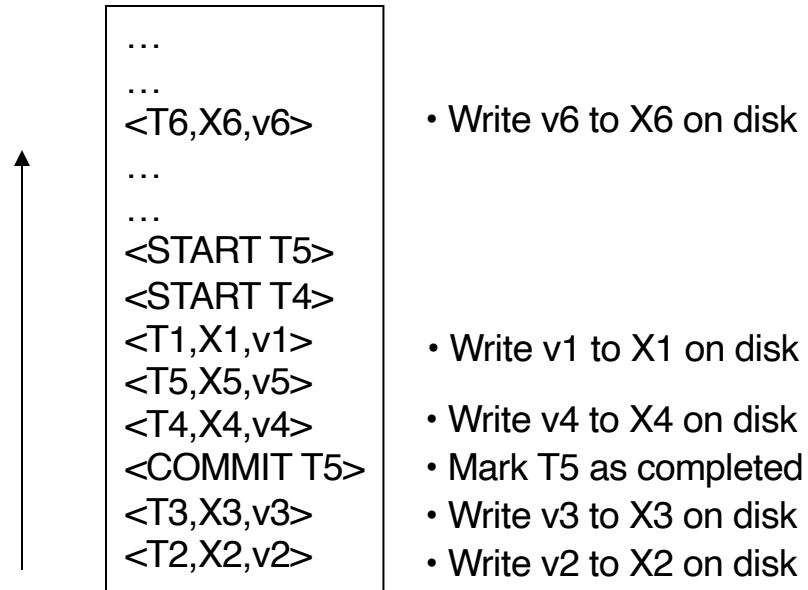 ...
...
<T6,X6,v6> • Write v6 to X6 on disk
...
...
<START T5>
<START T4>
<T1,X1,v1> • Write v1 to X1 on disk
<T5,X5,v5>
<T4,X4,v4> • Write v4 to X4 on disk
<COMMIT T5> • Mark T5 as completed
<T3,X3,v3> • Write v3 to X3 on disk
<T2,X2,v2> • Write v2 to X2 on disk